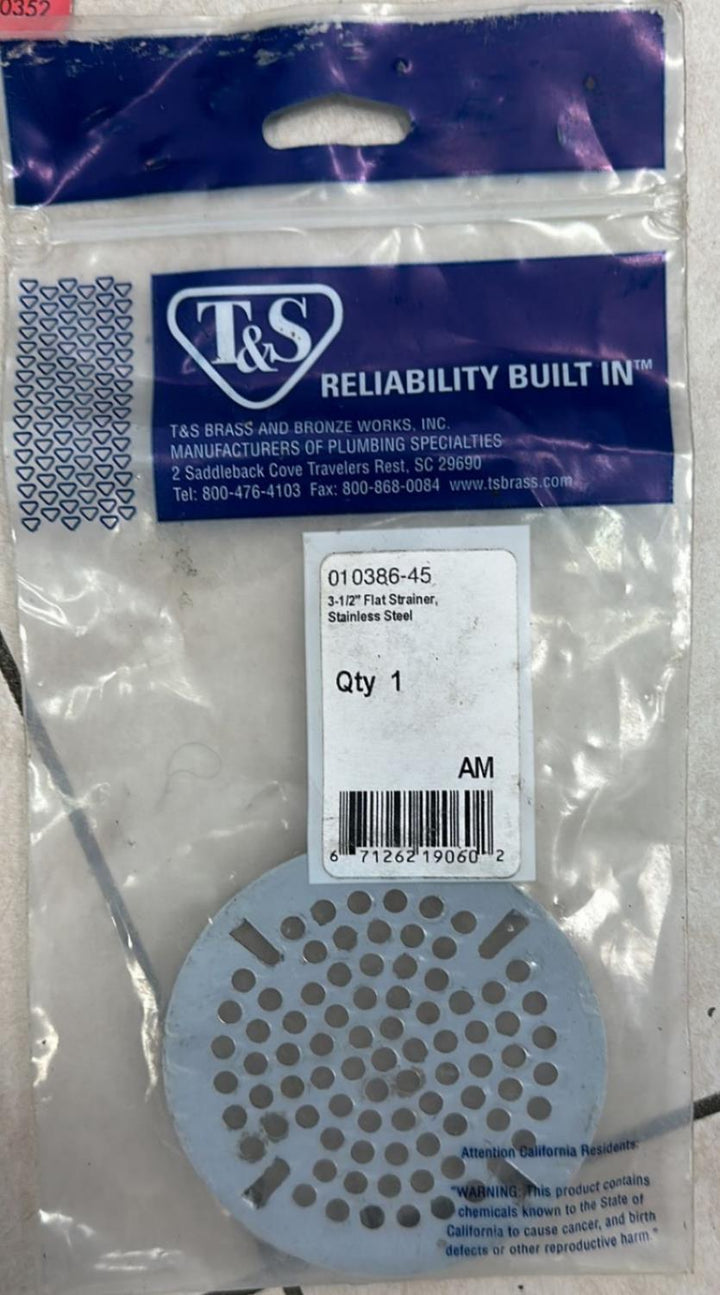 0352
T&S
RELIABILITY BUILT IN™
T&S BRASS AND BRONZE WORKS, INC.
MANUFACTURERS OF PLUMBING SPECIALTIES
2 Saddleback Cove Travelers Rest, SC 29690
Tel: 800-476-4103 Fax: 800-868-0084 www.tsbrass.com
010386-45
3-1/2" Flat Strainer,
Stainless Steel
Qty 1
AM
6 71262 19060 2
Attention California Residents:
"WARNING: This product contains
chemicals known to the State of
California to cause cancer, and birth
defects or other reproductive harm."